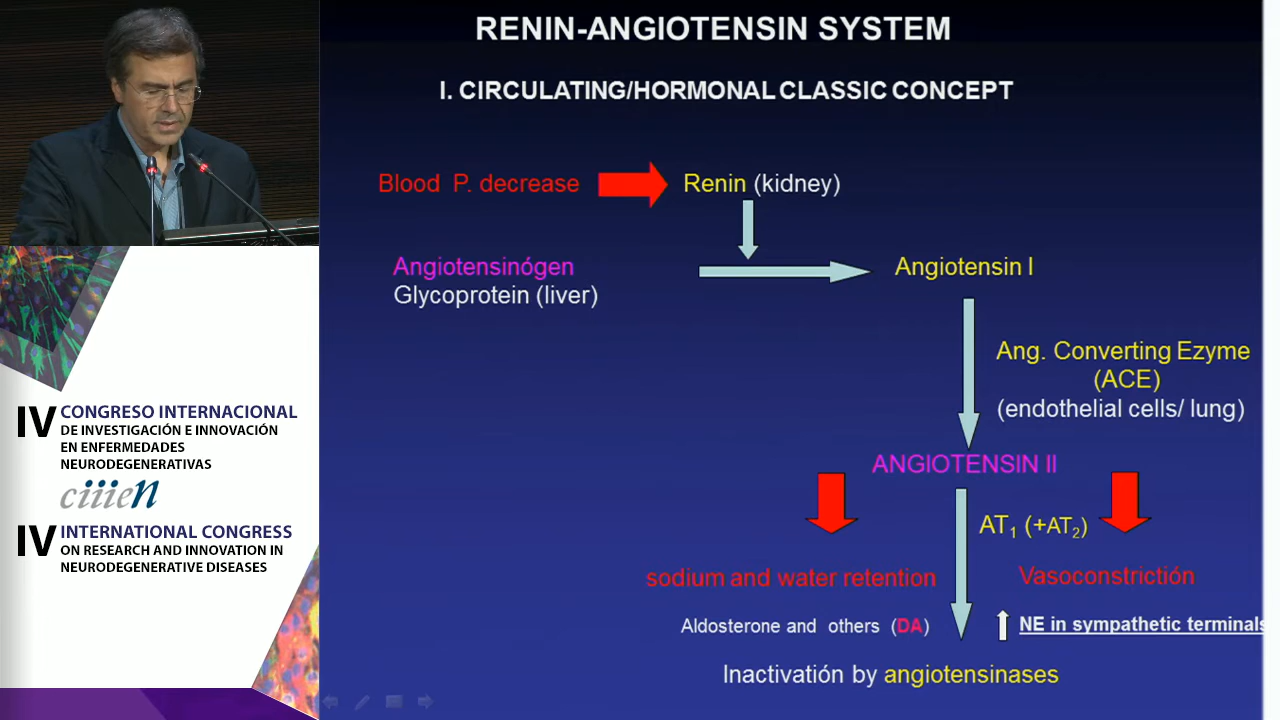 RENIN-ANGIOTENSIN SYSTEM
I. CIRCULATING/HORMONAL CLASSIC CONCEPT
Blood P. decrease
Renin (kidney)
Angiotensinógen
Glycoprotein (liver)
Angiotensin I
Ang. Converting Ezyme
(ACE)
(endothelial cells/ lung)
ANGIOTENSIN II
AT1 (+AT2)
sodium and water retention
Vasoconstrictión
Aldosterone and others (DA)
NE in sympathetic terminals
Inactivatión by angiotensinases
IV CONGRESO INTERNACIONAL
DE INVESTIGACIÓN E INNOVACIÓN
EN ENFERMEDADES
NEURODEGENERATIVAS
ciiien
IV INTERNATIONAL CONGRESS
ON RESEARCH AND INNOVATION IN
NEURODEGENERATIVE DISEASES